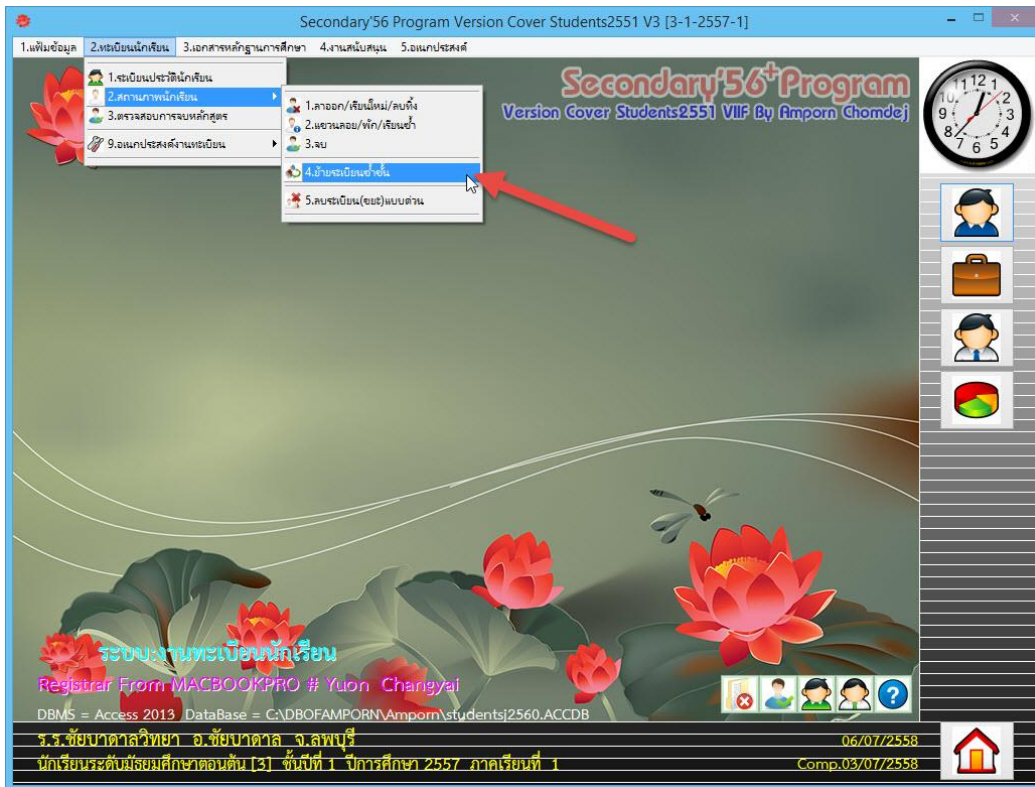 Secondary'56 Program Version Cover Students2551 V3 [3-1-2557-1]
1.แฟ้มข้อมูล 2.ทะเบียนนักเรียน 3.เอกสารหลักฐานการศึกษา 4.งานสนับสนุน 5.อเนกประสงค์
1.ระเบียนประวัตินักเรียน
2.สถานภาพนักเรียน
3.ตรวจสอบการจบหลักสูตร
9.อเนกประสงค์งานทะเบียน
1.ลาออก/เรียนใหม่/ลบทิ้ง
2.แขวนลอย/พัก/เรียนซ้ำ
3.จบ
4.ย้ายระเบียนซ้ำชั้น
5.ลบระเบียน(ขยะ)แบบด่วน
Secondary'56+Program
Version Cover Students2551 VIIF By Amporn Chomdej
11 12 1
10 2
9 3
8 4
7 6 5
ระบบ:งานทะเบียนนักเรียน
Registrar From MACBOOKPRO # Yuon Changyai
DBMS = Access 2013 DataBase = C:\DBOFAMPORN\Amporn\studentsj2560.ACCDB
ร.ร.ชัยบาดาลวิทยา อ.ชัยบาดาล จ.ลพบุรี
06/07/2558
นักเรียนระดับมัธยมศึกษาตอนต้น [3] ชั้นปีที่ 1 ปีการศึกษา 2557 ภาคเรียนที่ 1
Comp.03/07/2558